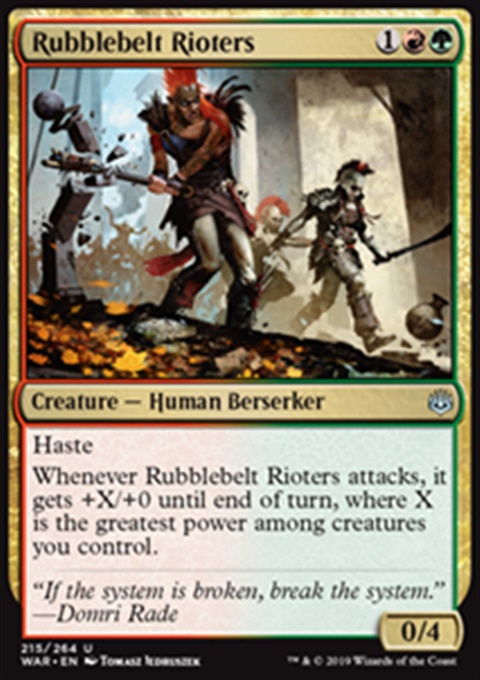 Rubblebelt Rioters 1
Creature — Human Berserker
Haste
Whenever Rubblebelt Rioters attacks, it
gets +X/+0 until end of turn, where X
is the greatest power among creatures
you control.
"If the system is broken, break the system."
—Domri Rade
0/4
215/264 U
WAR • EN Tomasz Jedruszek
™ & © 2019 Wizards of the Coast